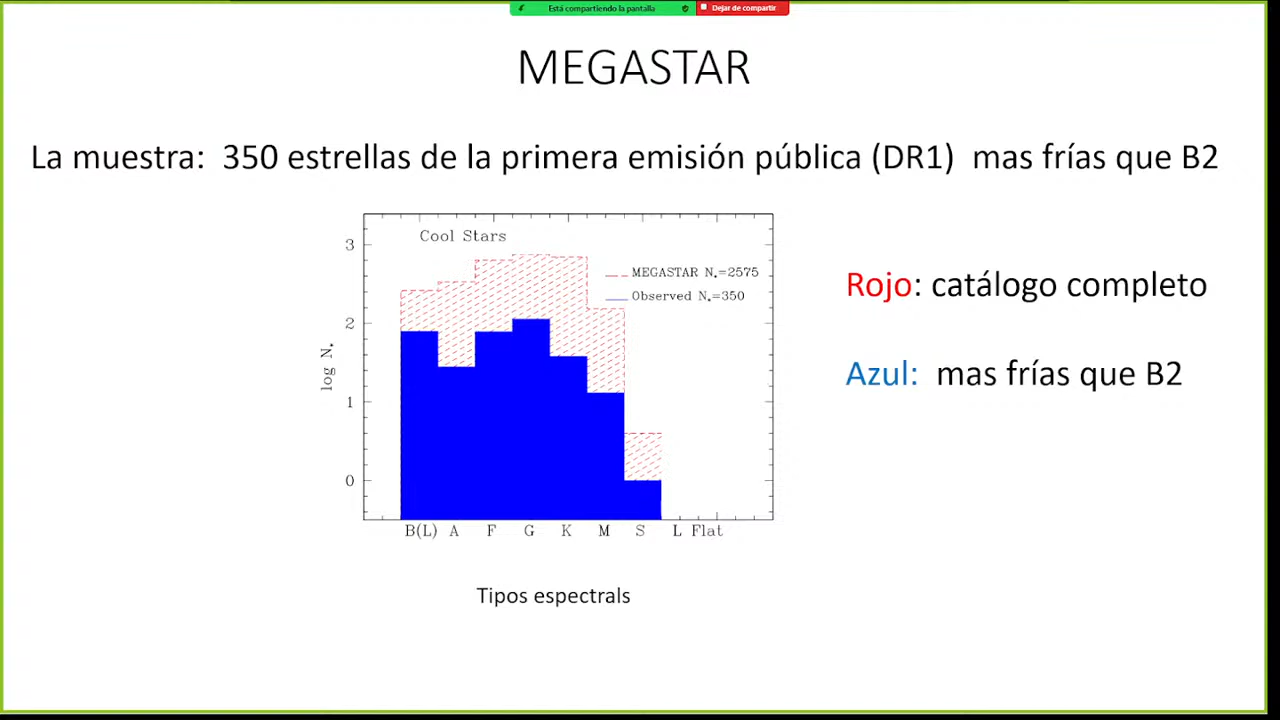 Está compartiendo la pantalla Dejar de compartir
MEGASTAR
La muestra: 350 estrellas de la primera emisión pública (DR1) mas frías que B2
Cool Stars
MEGASTAR N*=2575
Observed N*=350
3
2
1
0
log N*
B(L) A F G K M S L Flat
Tipos espectrals
Rojo: catálogo completo
Azul: mas frías que B2